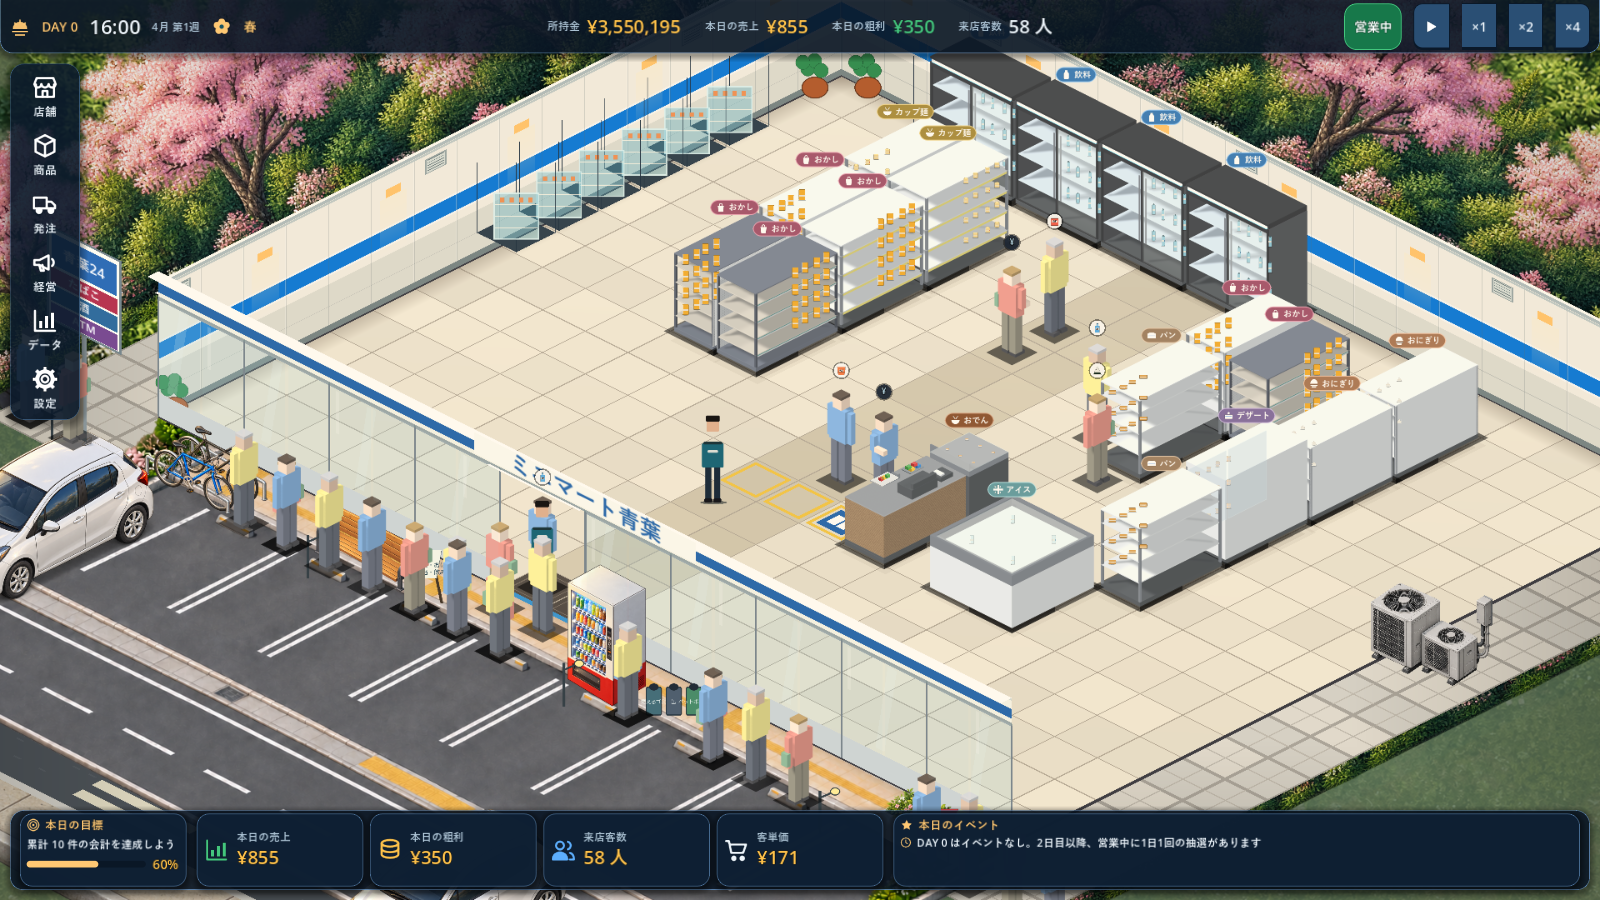 DAY 0 16:00 4月 第1週 春
所持金 ¥3,550,195 本日の売上 ¥855 本日の粗利 ¥350 来店客数 58 人
営業中 ×1 ×2 ×4
店舗
商品
発注
経営
データ
設定
飲料
カップ麺
飲料
カップ麺
おかし
飲料
おかし
おかし
おかし
¥
葉24
ばこ
酒
TM
おかし
おかし
パン
おにぎり
おにぎり
¥
デザート
おでん
パン
アイス
マート青葉
本日の目標
累計 10 件の会計を達成しよう
60%
本日の売上
¥855
本日の粗利
¥350
来店客数
58 人
客単価
¥171
本日のイベント
DAY 0 はイベントなし。2日目以降、営業中に1日1回の抽選があります